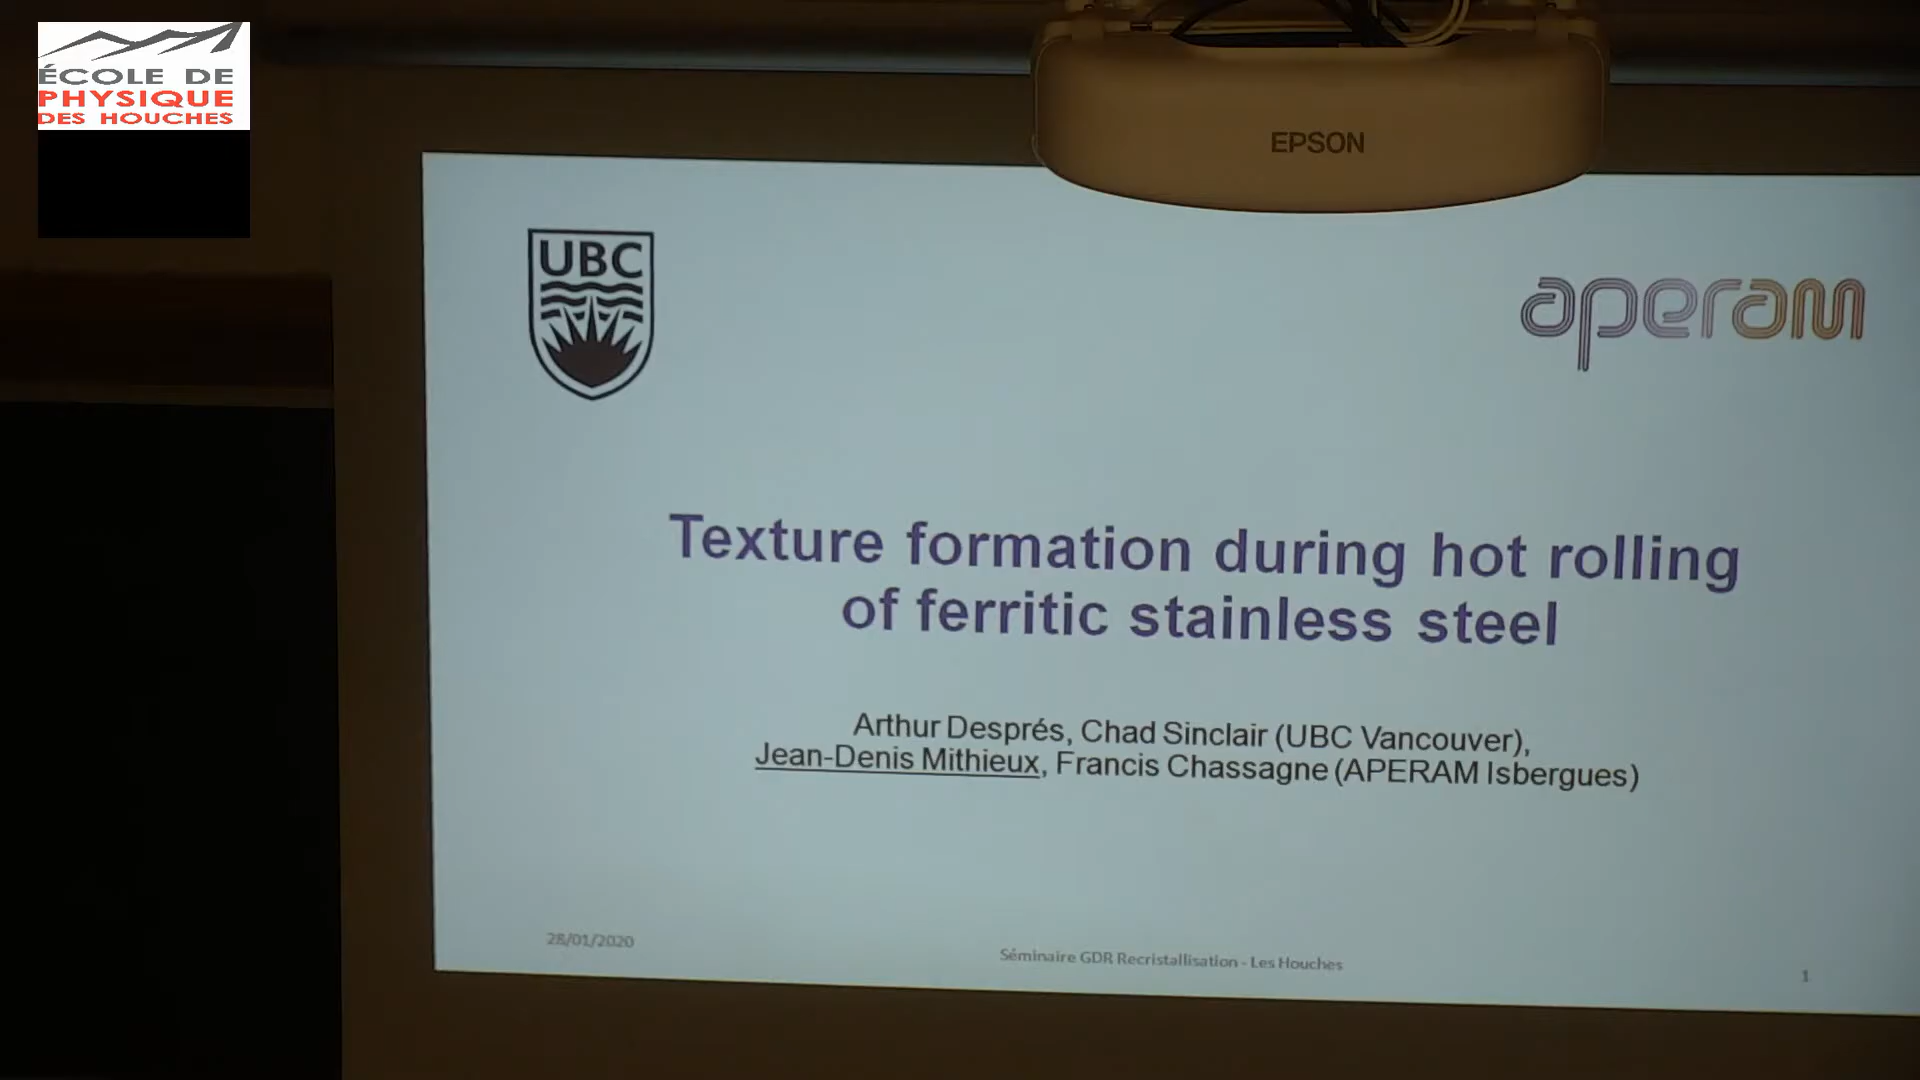 ÉCOLE DE
PHYSIQUE
DES HOUCHES
EPSON
UBC
aperam
Texture formation during hot rolling
of ferritic stainless steel
Arthur Després, Chad Sinclair (UBC Vancouver),
Jean-Denis Mithieux, Francis Chassagne (APERAM Isbergues)
28/01/2020
Séminaire GDR Recristallisation - Les Houches
1